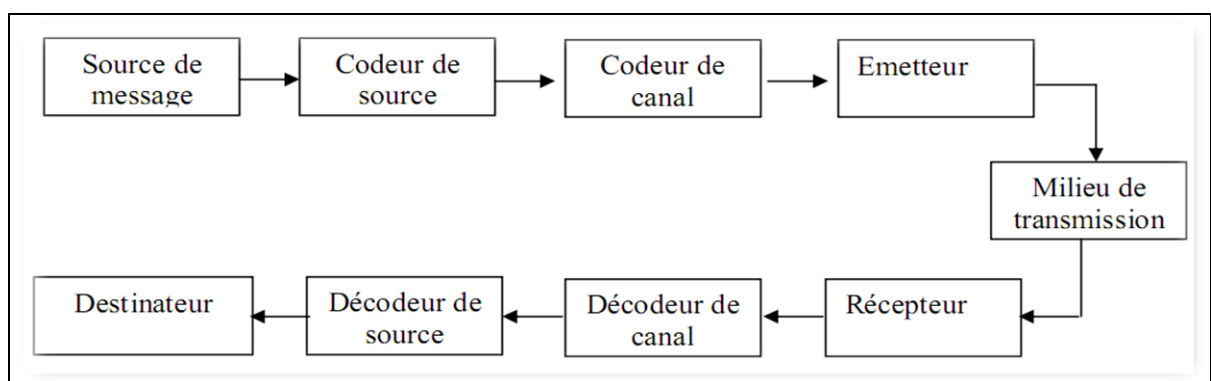 Source de
message
Codeur de
source
Codeur de
canal
Emetteur
Milieu de
transmission
Destinateur
Décodeur de
source
Décodeur de
canal
Récepteur